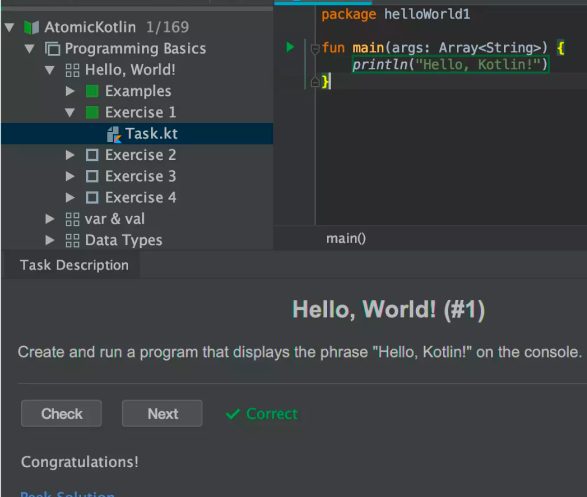 AtomicKotlin 1/169
Programming Basics
Hello, World!
Examples
Exercise 1
Task.kt
Exercise 2
Exercise 3
Exercise 4
var & val
Data Types
package helloWorld1
fun main(args: Array<String>) {
println("Hello, Kotlin!")
}
main()
Task Description
Hello, World! (#1)
Create and run a program that displays the phrase "Hello, Kotlin!" on the console.
Check Next ✓ Correct
Congratulations!
Peek Solution